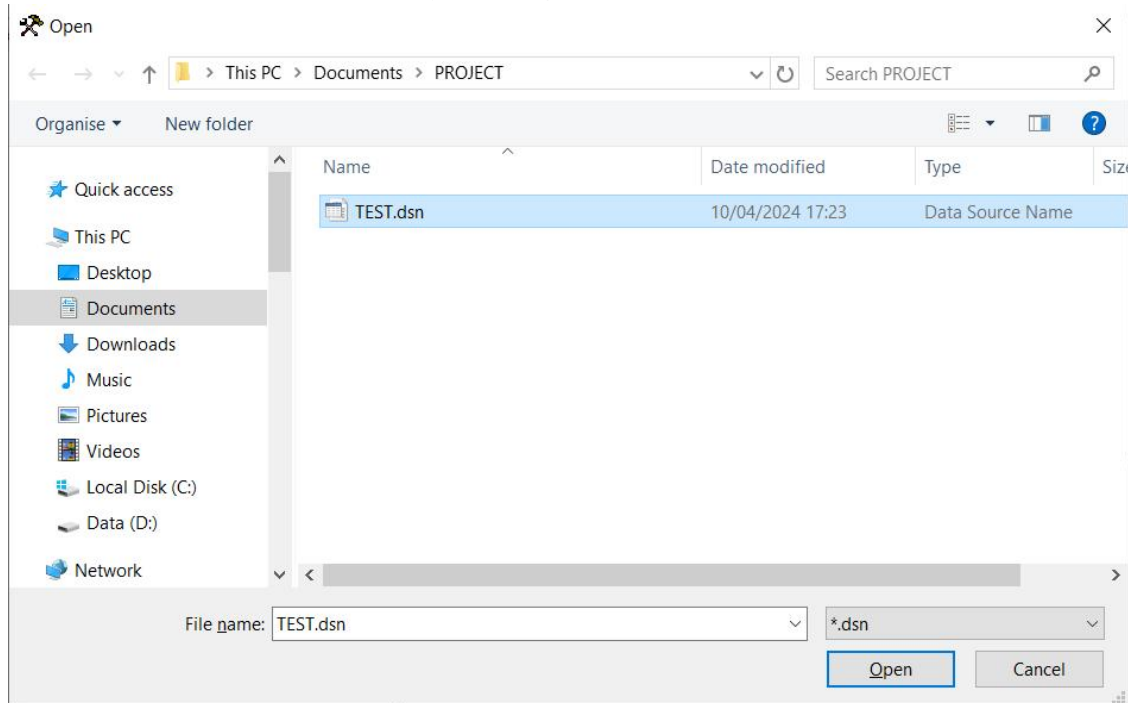 Open
This PC > Documents > PROJECT
Search PROJECT
Organise
New folder
Name
Date modified
Type
Size
Quick access
TEST.dsn
10/04/2024 17:23
Data Source Name
This PC
Desktop
Documents
Downloads
Music
Pictures
Videos
Local Disk (C:)
Data (D:)
Network
File name: TEST.dsn
*.dsn
Open
Cancel